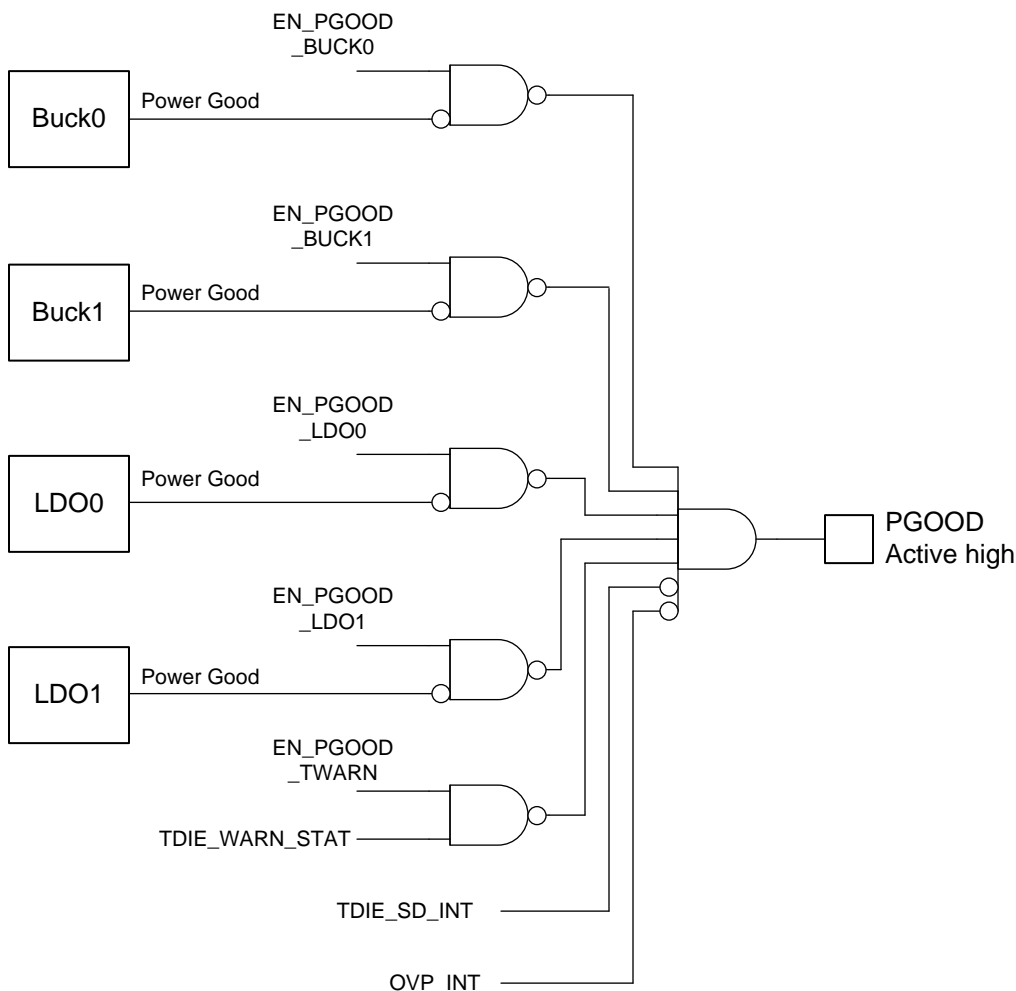 EN_PGOOD
_BUCK0
Buck0
Power Good
EN_PGOOD
_BUCK1
Buck1
Power Good
EN_PGOOD
_LDO0
LDO0
Power Good
PGOOD
Active high
EN_PGOOD
_LDO1
LDO1
Power Good
EN_PGOOD
_TWARN
TDIE_WARN_STAT
TDIE_SD_INT
OVP_INT